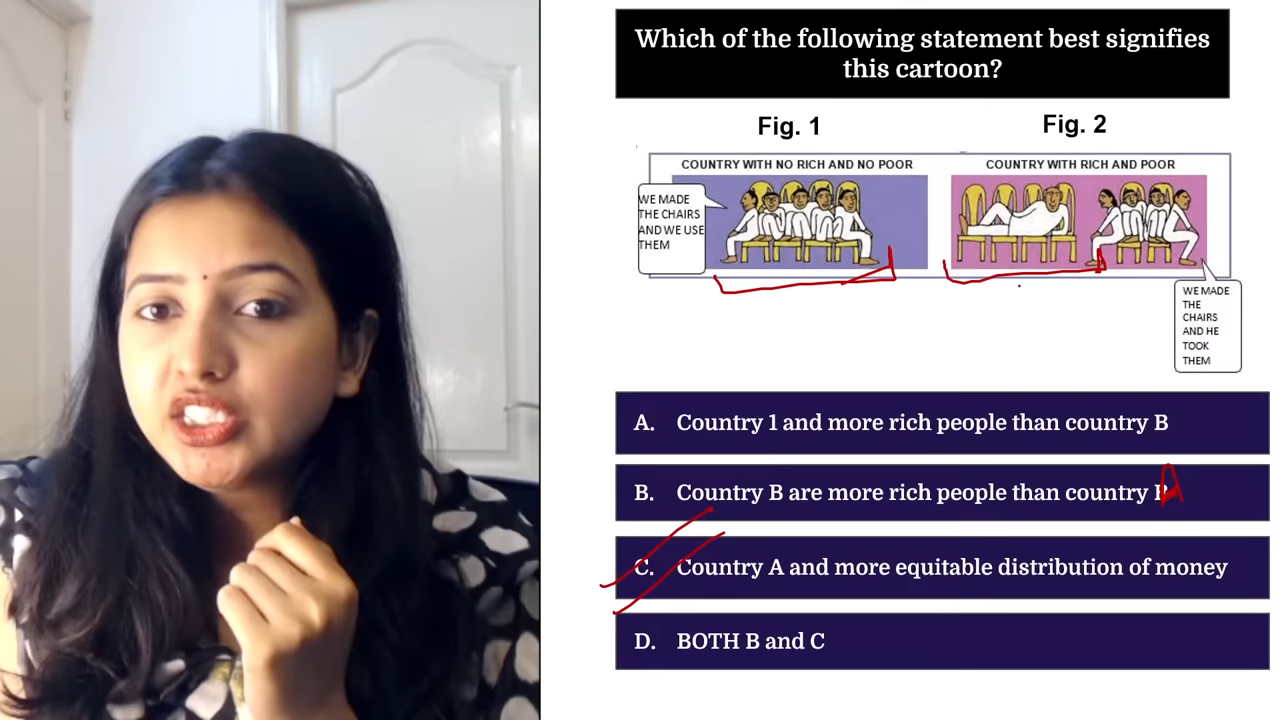 Which of the following statement best signifies
this cartoon?
Fig. 1
Fig. 2
COUNTRY WITH NO RICH AND NO POOR
COUNTRY WITH RICH AND POOR
WE MADE
THE CHAIRS
AND WE USE
THEM
WE MADE
THE
CHAIRS
AND HE
TOOK
THEM
A. Country 1 and more rich people than country B
B. Country B are more rich people than country A
C. Country A and more equitable distribution of money
D. BOTH B and C